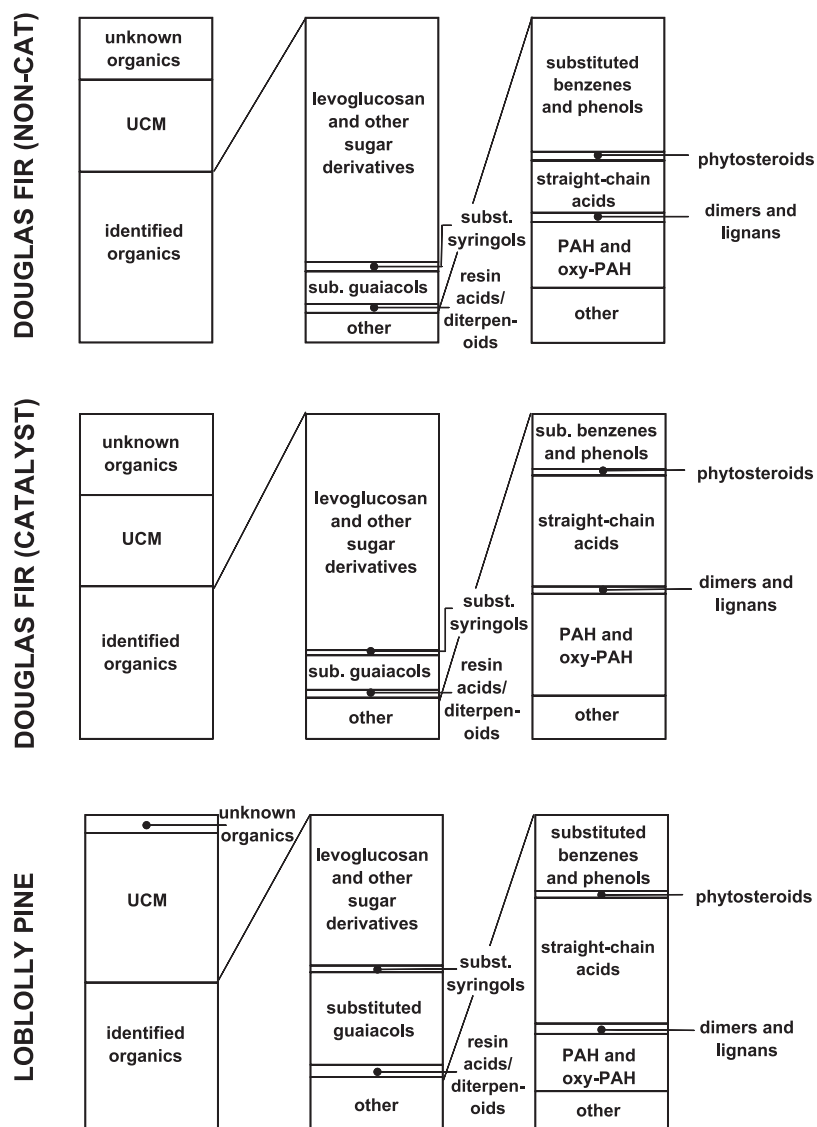 DOUGLAS FIR (NON-CAT)
unknown
organics
UCM
identified
organics
levoglucosan
and other
sugar
derivatives
subst.
syringols
sub. guaiacols
resin
acids/
diterpen-
oids
other
substituted
benzenes
and phenols
phytosteroids
straight-chain
acids
dimers and
lignans
PAH and
oxy-PAH
other
DOUGLAS FIR (CATALYST)
unknown
organics
UCM
identified
organics
levoglucosan
and other
sugar
derivatives
subst.
syringols
sub. guaiacols
resin
acids/
diterpen-
oids
other
sub. benzenes
and phenols
phytosteroids
straight-chain
acids
dimers and
lignans
PAH and
oxy-PAH
other
LOBLOLLY PINE
unknown
organics
UCM
identified
organics
levoglucosan
and other
sugar
derivatives
subst.
syringols
substituted
guaiacols
resin
acids/
diterpen-
oids
other
substituted
benzenes
and phenols
phytosteroids
straight-chain
acids
dimers and
lignans
PAH and
oxy-PAH
other